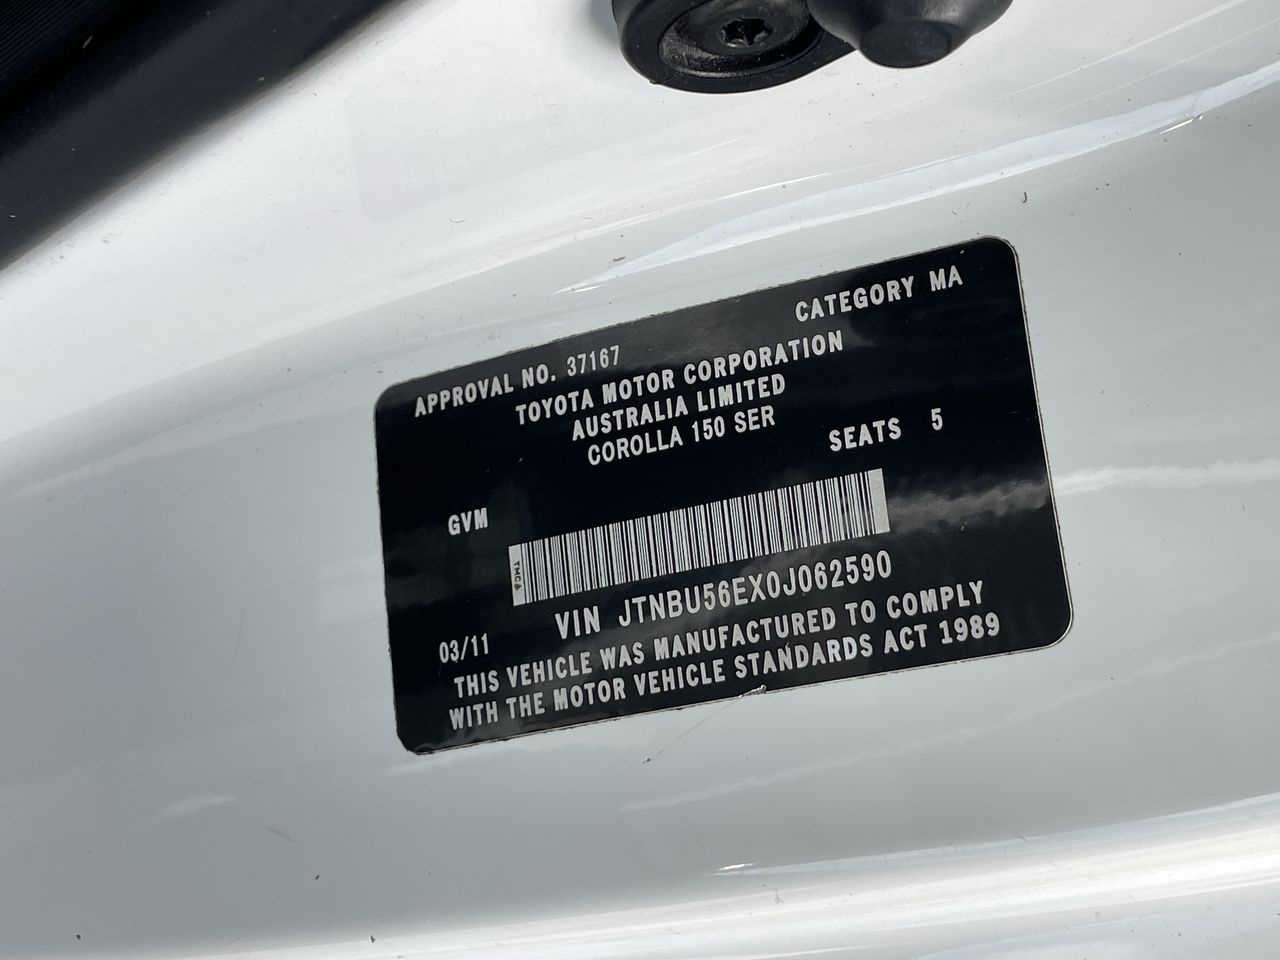 APPROVAL NO. 37167 CATEGORY MA
TOYOTA MOTOR CORPORATION
AUSTRALIA LIMITED
COROLLA 150 SER
SEATS 5
GVM
TMCA
VIN JTNBU56EX0J062590
03/11
THIS VEHICLE WAS MANUFACTURED TO COMPLY
WITH THE MOTOR VEHICLE STANDARDS ACT 1989